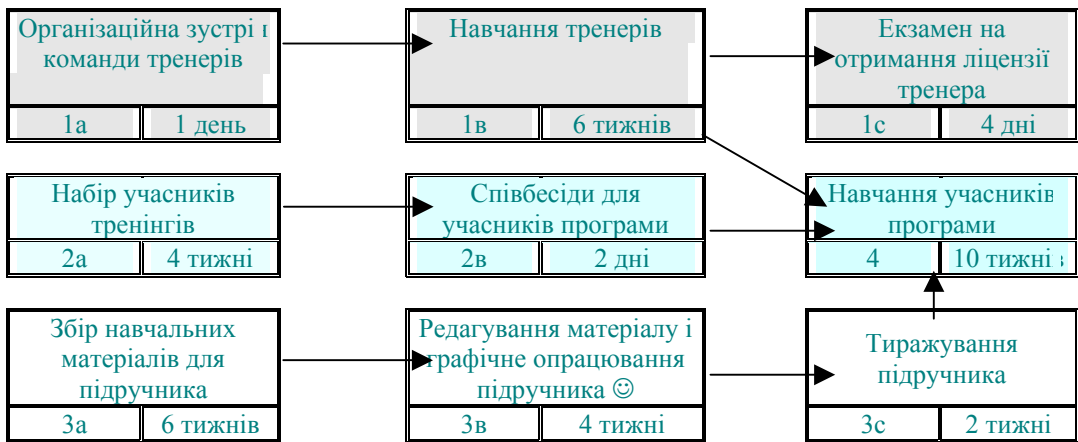 Організаційна зустрі
команди тренерів
1а 1 день
Навчання тренерів
1в 6 тижнів
Екзамен на
отримання ліцензії
тренера
1с 4 дні
Набір учасників
тренінгів
2а 4 тижні
Співбесіди для
учасників програми
2в 2 дні
Навчання учасників
програми
4 10 тижні
Збір навчальних
матеріалів для
підручника
3а 6 тижнів
Редагування матеріалу і
графічне опрацювання
підручника ☺
3в 4 тижні
Тиражування
підручника
3с 2 тижні